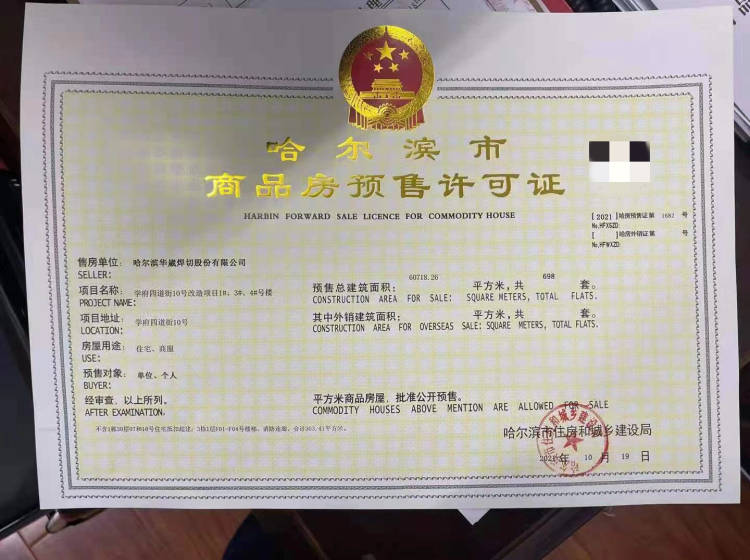 哈尔滨市
商品房预售许可证
HARBIN FORWARD SALE LICENCE FOR COMMODITY HOUSE
[ 2021 ] 哈房预售证第 1682 号
No.HFXSZD.
[ ] 哈房外销证第 号
No.HFWXZD.
售房单位: 哈尔滨华崴焊切股份有限公司
SELLER:
项目名称: 学府四道街10号改造项目1#、3#、4#号楼
PROJECT NAME:
项目地址: 学府四道街10号
LOCATION:
房屋用途: 住宅、商服
USE:
预售对象: 单位、个人
BUYER:
经审查、以上所列。
AFTER EXAMINATION,
预售总建筑面积: 60718.26 平方米,共 698 套。
CONSTRUCTION AREA FOR SALE: SQUARE METERS, TOTAL FLATS.
其中外销建筑面积: 平方米,共 套。
CONSTRUCTION AREA FOR OVERSEAS SALE: SQUARE METERS, TOTAL FLATS.
平方米商品房屋,批准公开预售。
COMMODITY HOUSES ABOVE MENTION ARE ALLOWED FOR SALE
哈尔滨市住房和城乡建设局
2021 年 10 月 19 日